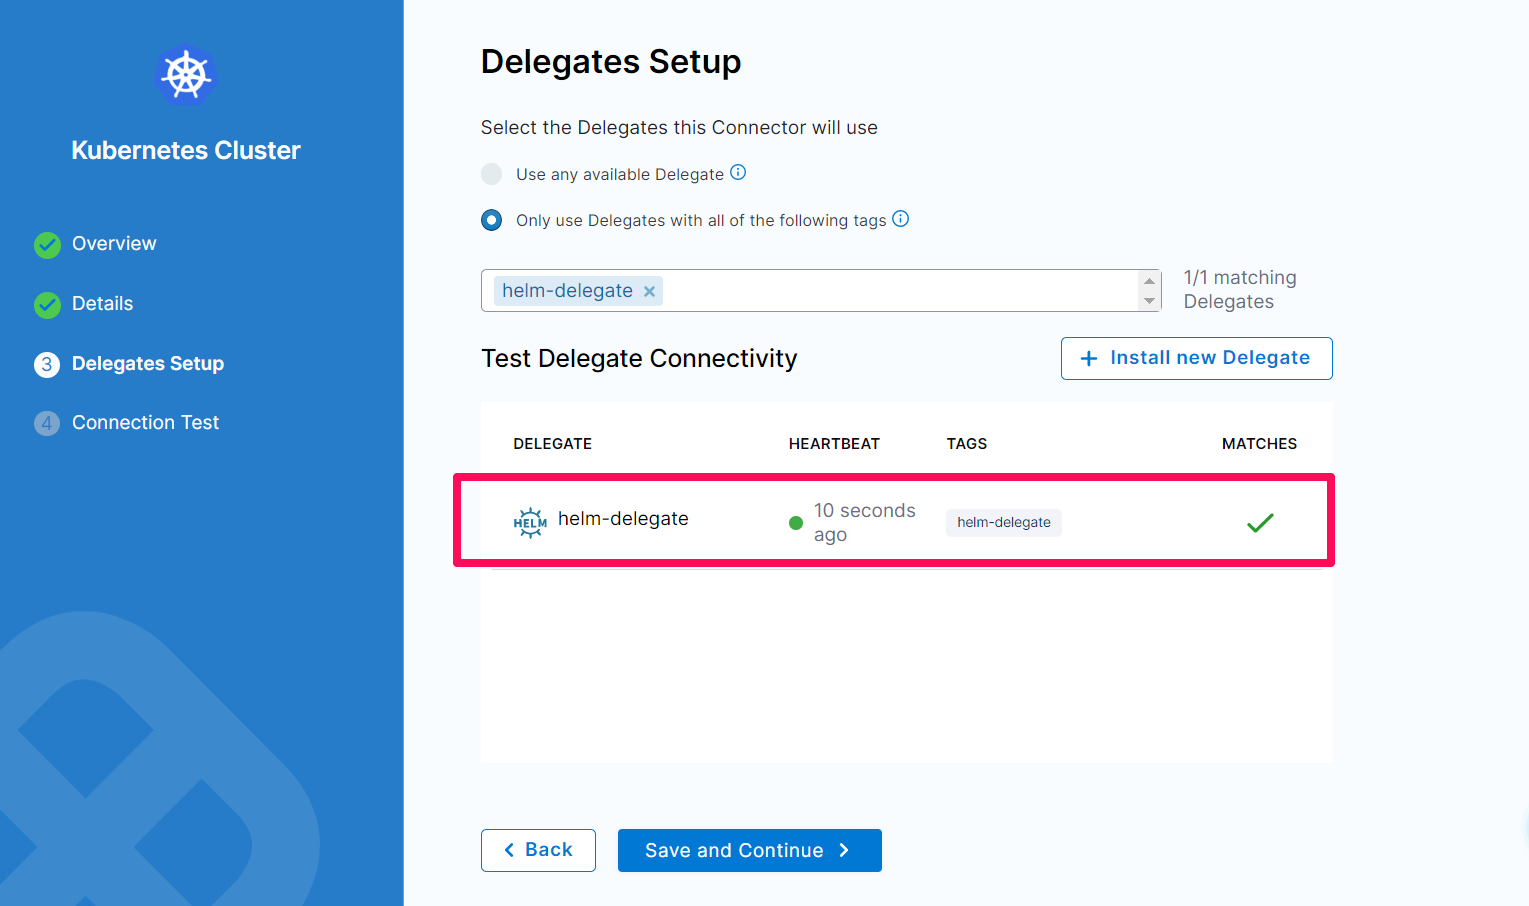 Kubernetes Cluster
Overview
Details
3 Delegates Setup
4 Connection Test
Delegates Setup
Select the Delegates this Connector will use
Use any available Delegate
Only use Delegates with all of the following tags
helm-delegate
1/1 matching
Delegates
Test Delegate Connectivity
+ Install new Delegate
DELEGATE HEARTBEAT TAGS MATCHES
HELM helm-delegate 10 seconds
ago helm-delegate
Back Save and Continue